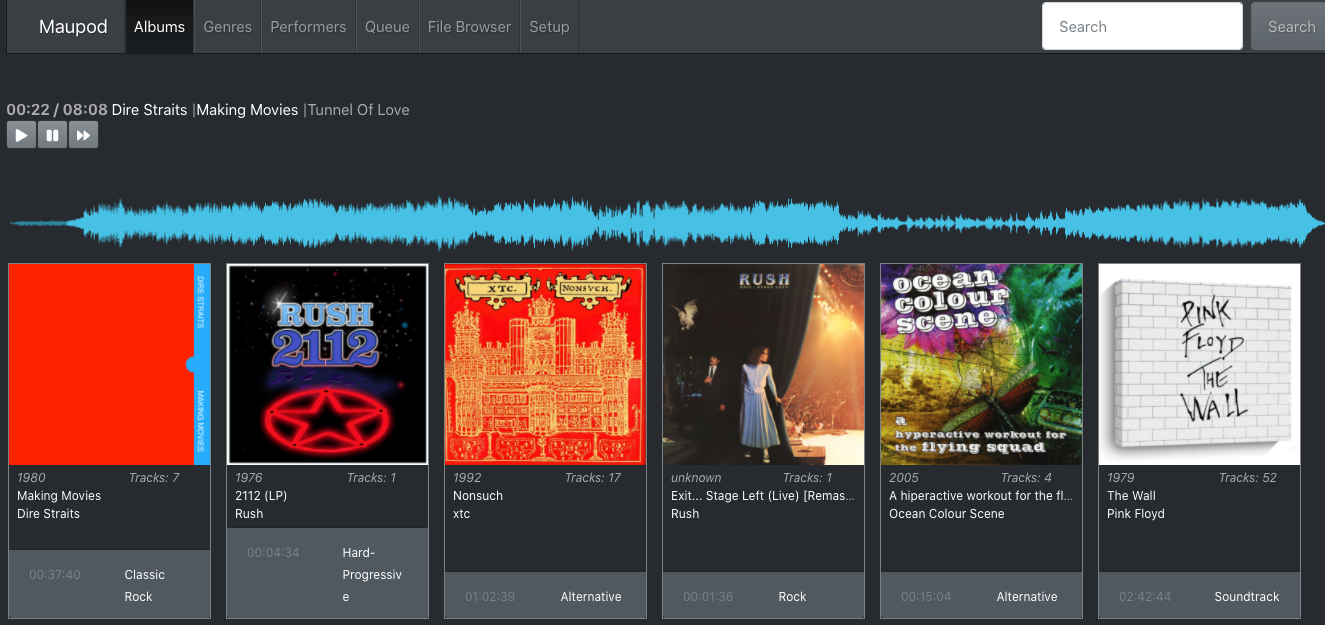 Maupod Albums Genres Performers Queue File Browser Setup Search Search
00:22 / 08:08 Dire Straits |Making Movies |Tunnel Of Love
DIRE STRAITS
MAKING MOVIES
1980 Tracks: 7
Making Movies
Dire Straits
00:37:40 Classic
Rock
RUSH
2112
1976 Tracks: 1
2112 (LP)
Rush
00:04:34 Hard-
Progressiv
e
XTC. NONSVCH.
1992 Tracks: 17
Nonsuch
xtc
01:02:39 Alternative
RUSH
EXIT...STAGE LEFT
unknown Tracks: 1
Exit... Stage Left (Live) [Remas...
Rush
00:01:36 Rock
ocean
colour
scene
a
hyperactive workout for
the flying squad
2005 Tracks: 4
A hiperactive workout for the fl...
Ocean Colour Scene
00:15:04 Alternative
PINK
FLOYD
THE
WALL
1979 Tracks: 52
The Wall
Pink Floyd
02:42:44 Soundtrack